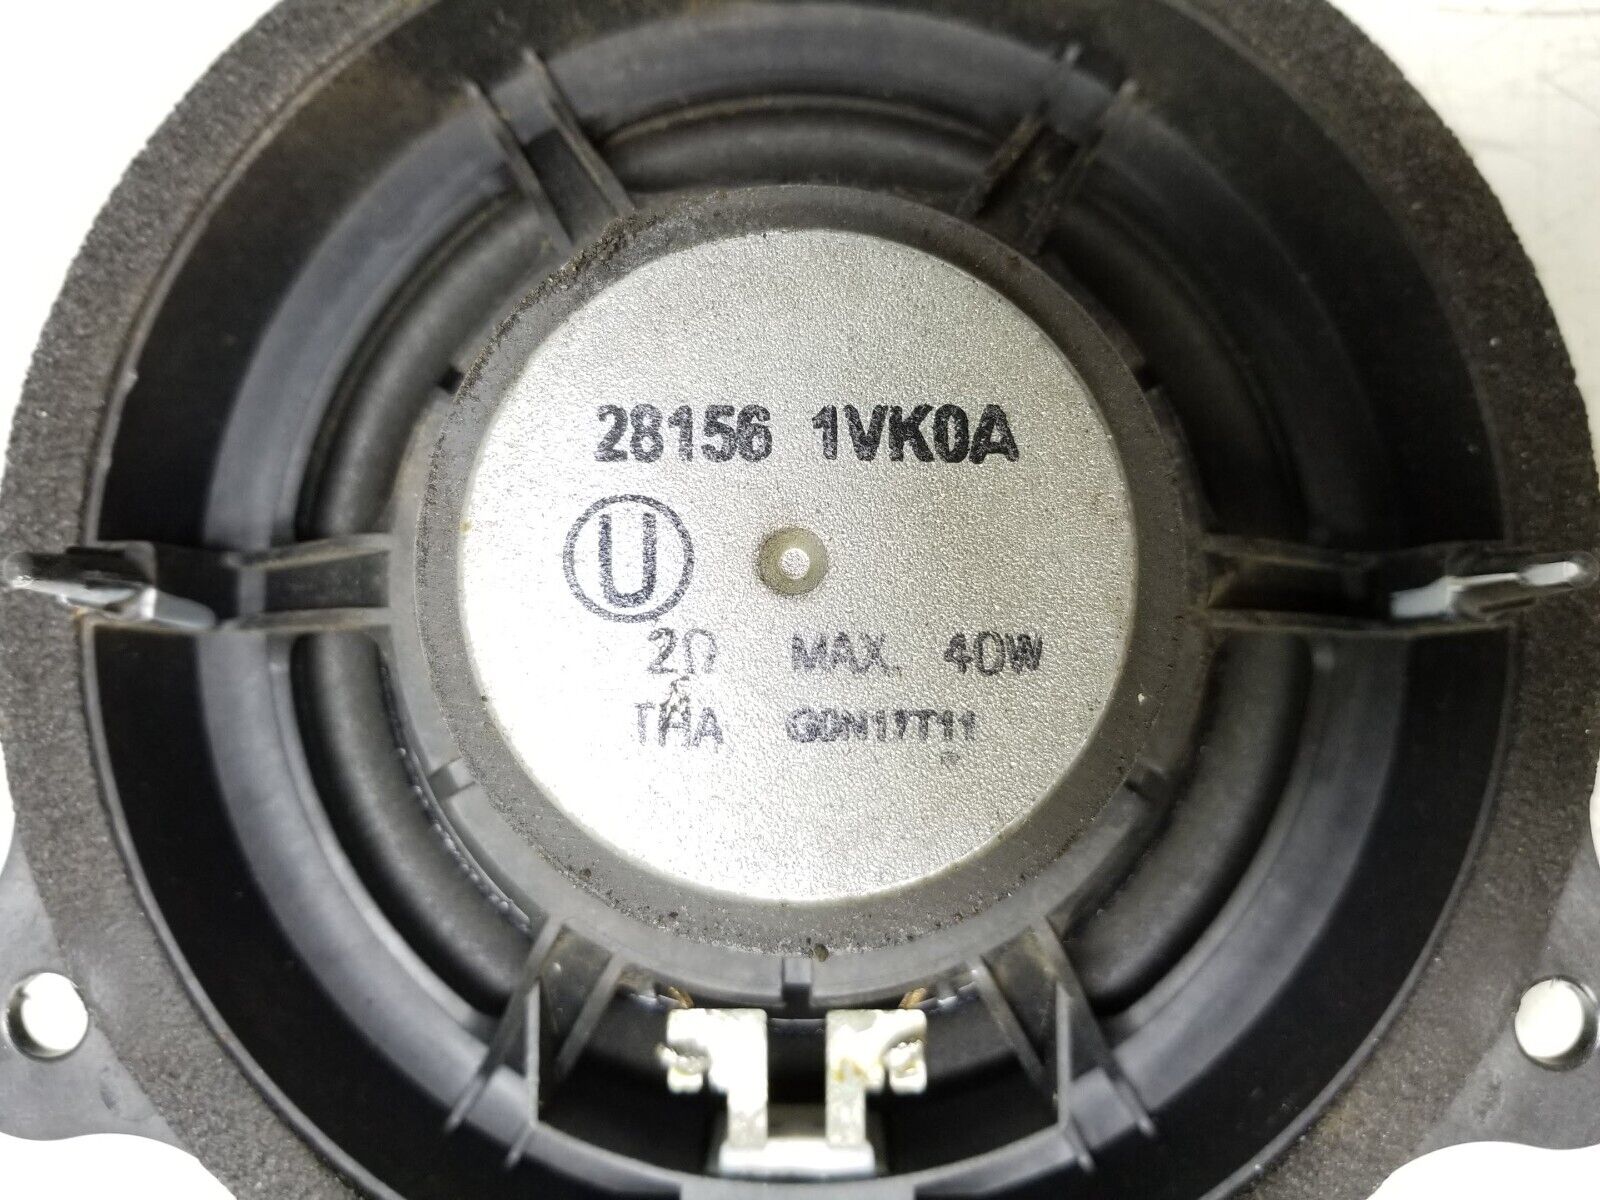 28156 1VK0A
U
2Ω MAX. 40W
THA G0N17T11